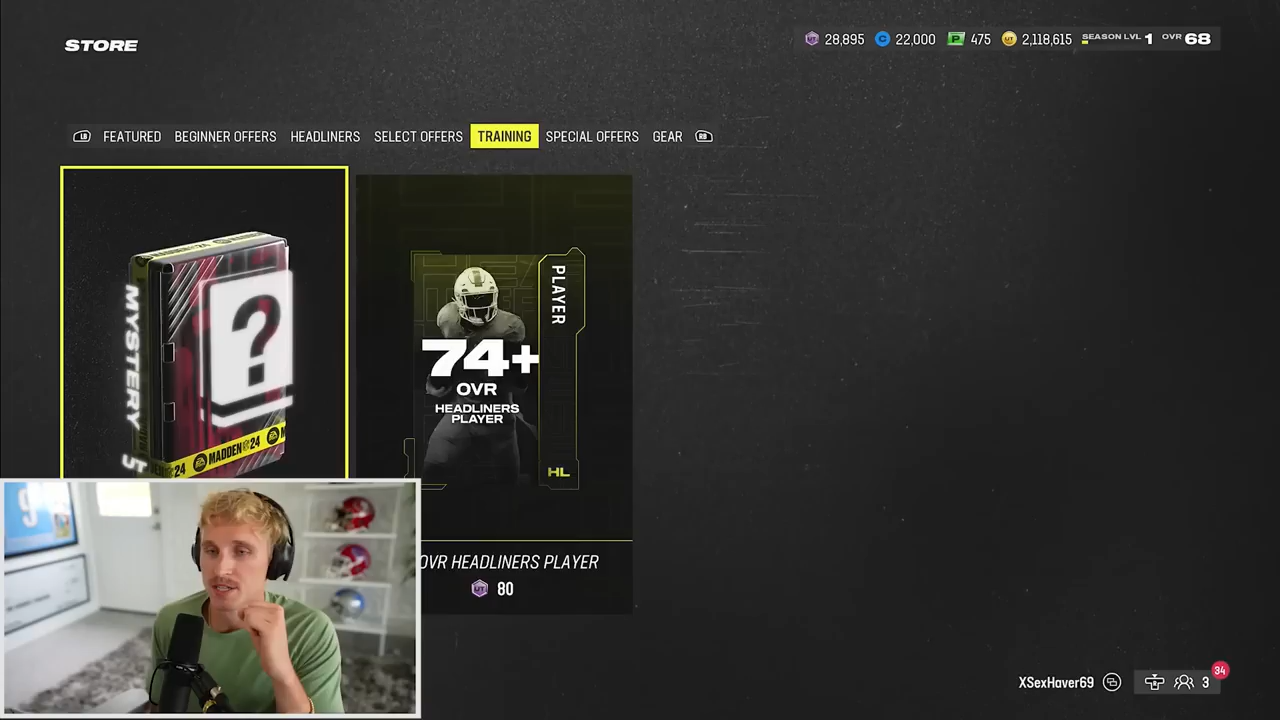 STORE
28,895 22,000 475 2,118,615 SEASON LVL 1 OVR 68
FEATURED BEGINNER OFFERS HEADLINERS SELECT OFFERS TRAINING SPECIAL OFFERS GEAR
MYSTERY
?
MADDEN 24
PLAYER
74+
OVR
HEADLINERS
PLAYER
HL
OVR HEADLINERS PLAYER
80
9
XSexHaver69
3
34